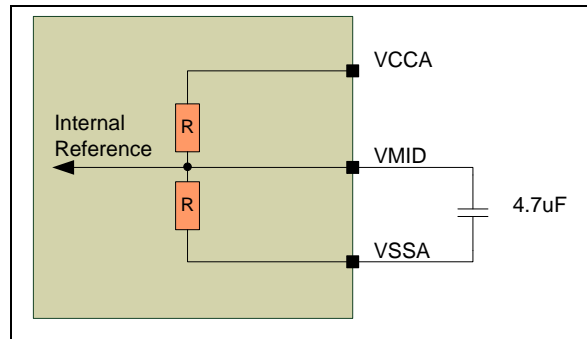 VCCA
Internal
Reference
R
VMID
R
4.7uF
VSSA